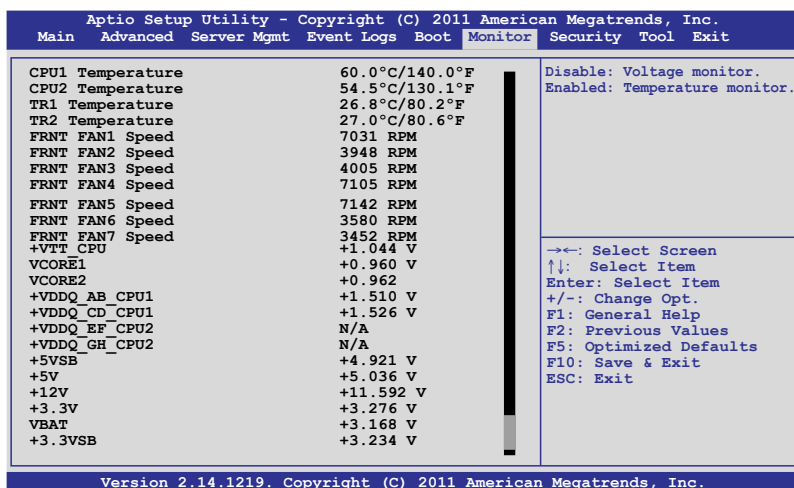 Aptio Setup Utility - Copyright (C) 2011 American Megatrends, Inc.
Main Advanced Server Mgmt Event Logs Boot Monitor Security Tool Exit
CPU1 Temperature 60.0°C/140.0°F
CPU2 Temperature 54.5°C/130.1°F
TR1 Temperature 26.8°C/80.2°F
TR2 Temperature 27.0°C/80.6°F
FRNT FAN1 Speed 7031 RPM
FRNT FAN2 Speed 3948 RPM
FRNT FAN3 Speed 4005 RPM
FRNT FAN4 Speed 7105 RPM
FRNT FAN5 Speed 7142 RPM
FRNT FAN6 Speed 3580 RPM
FRNT FAN7 Speed 3452 RPM
+VTT_CPU +1.044 V
VCORE1 +0.960 V
VCORE2 +0.962
+VDDQ_AB_CPU1 +1.510 V
+VDDQ_CD_CPU1 +1.526 V
+VDDQ_EF_CPU2 N/A
+VDDQ_GH_CPU2 N/A
+5VSB +4.921 V
+5V +5.036 V
+12V +11.592 V
+3.3V +3.276 V
VBAT +3.168 V
+3.3VSB +3.234 V
Disable: Voltage monitor.
Enabled: Temperature monitor.
→←: Select Screen
↑↓: Select Item
Enter: Select Item
+/-: Change Opt.
F1: General Help
F2: Previous Values
F5: Optimized Defaults
F10: Save & Exit
ESC: Exit
Version 2.14.1219. Copyright (C) 2011 American Megatrends, Inc.